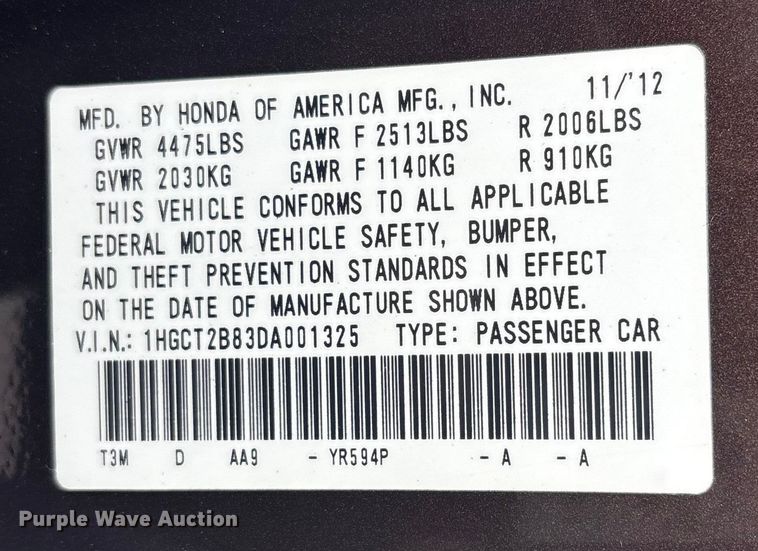 MFD. BY HONDA OF AMERICA MFG., INC. 11/'12
GVWR 4475LBS GAWR F 2513LBS R 2006LBS
GVWR 2030KG GAWR F 1140KG R 910KG
THIS VEHICLE CONFORMS TO ALL APPLICABLE
FEDERAL MOTOR VEHICLE SAFETY, BUMPER,
AND THEFT PREVENTION STANDARDS IN EFFECT
ON THE DATE OF MANUFACTURE SHOWN ABOVE.
V.I.N.: 1HGCT2B83DA001325 TYPE: PASSENGER CAR
T3M D AA9 - YR594P - A - A
Purple Wave Auction